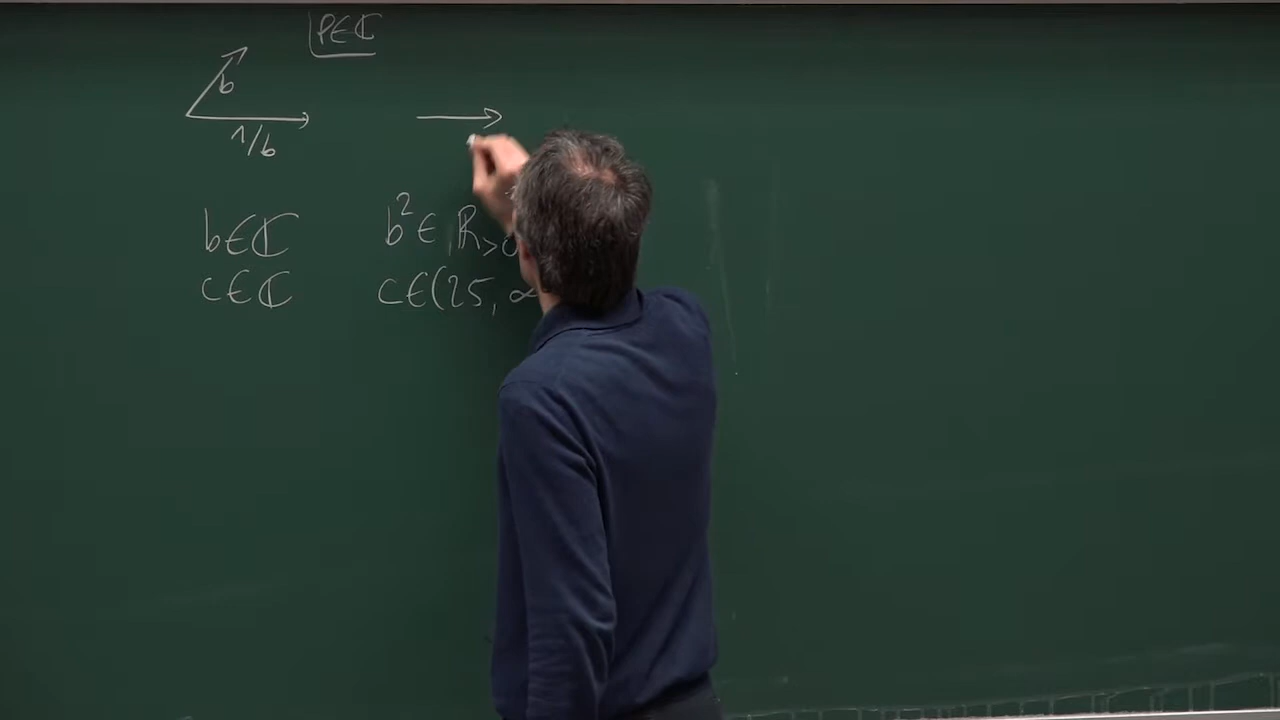 P∈ℂ
b
1/b
b∈ℂ b²∈ ℝ>0
c∈ℂ c∈(25, ∞